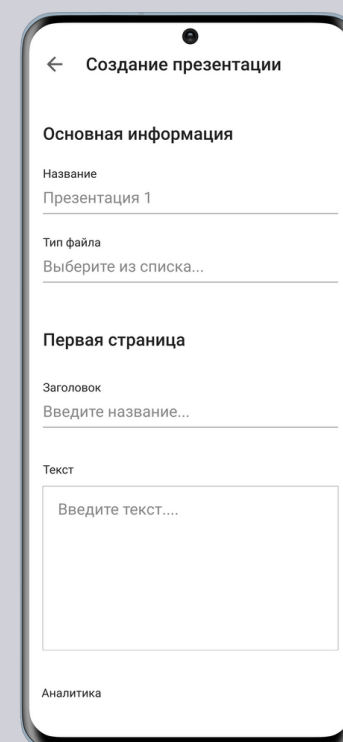 Создание презентации
Основная информация
Название
Презентация 1
Тип файла
Выберите из списка...
Первая страница
Заголовок
Введите название...
Текст
Введите текст....
Аналитика